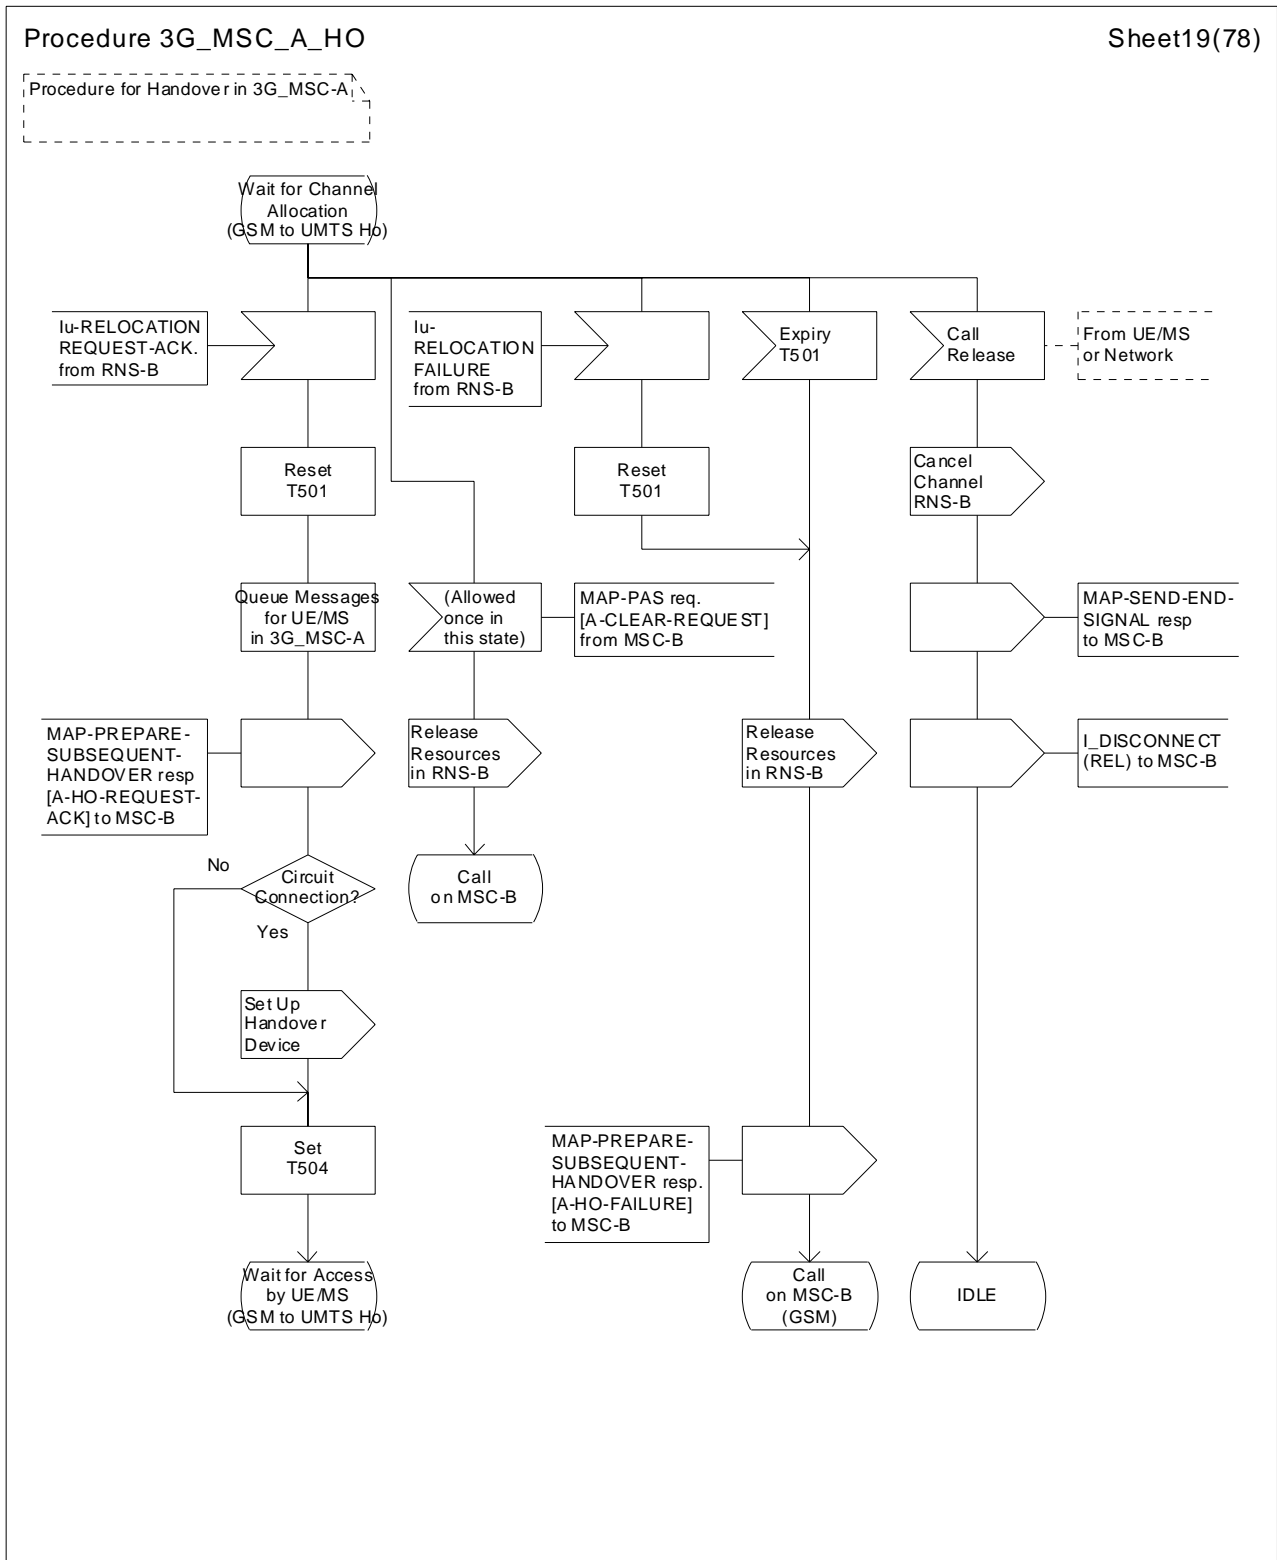 Procedure 3G_MSC_A_HO
Sheet19(78)
Procedure for Handover in 3G_MSC-A
Wait for Channel
Allocation
(GSM to UMTS Ho)
Iu-RELOCATION
REQUEST-ACK.
from RNS-B
Iu-
RELOCATION
FAILURE
from RNS-B
Expiry
T501
Call
Release
From UE/MS
or Network
Reset
T501
Reset
T501
Cancel
Channel
RNS-B
Queue Messages
for UE/MS
in 3G_MSC-A
(Allowed
once in
this state)
MAP-PAS req.
[A-CLEAR-REQUEST]
from MSC-B
MAP-SEND-END-
SIGNAL resp
to MSC-B
MAP-PREPARE-
SUBSEQUENT-
HANDOVER resp
[A-HO-REQUEST-
ACK] to MSC-B
Release
Resources
in RNS-B
Release
Resources
in RNS-B
I_DISCONNECT
(REL) to MSC-B
No
Circuit
Connection?
Yes
Call
on MSC-B
Set Up
Handover
Device
Set
T504
MAP-PREPARE-
SUBSEQUENT-
HANDOVER resp.
[A-HO-FAILURE]
to MSC-B
Wait for Access
by UE/MS
(GSM to UMTS Ho)
Call
on MSC-B
(GSM)
IDLE